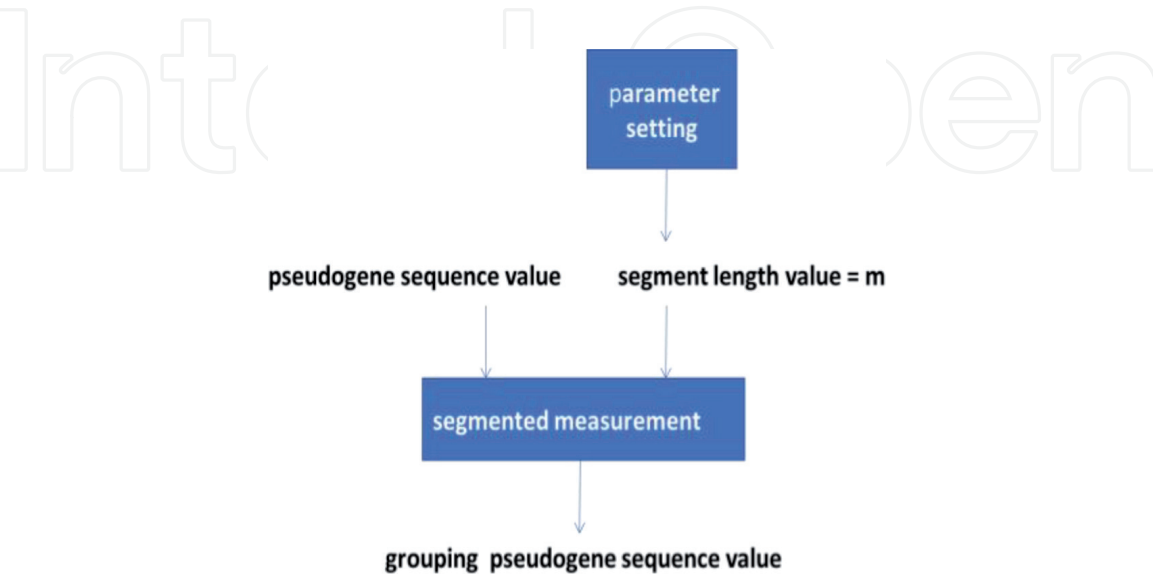 parameter
setting
pseudogene sequence value
segment length value = m
segmented measurement
grouping pseudogene sequence value